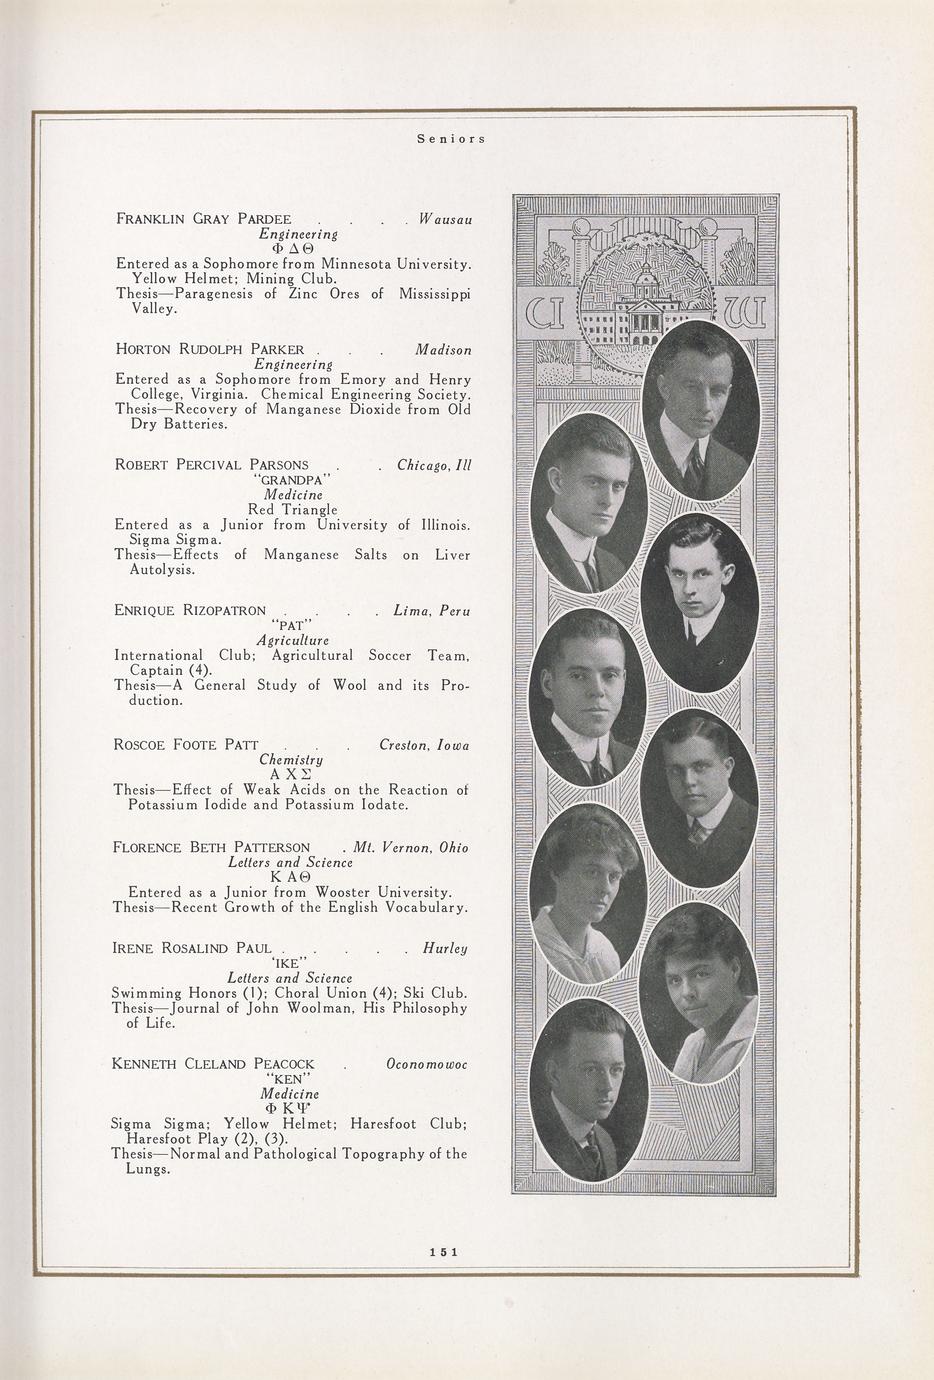 Seniors
FRANKLIN GRAY PARDEE . . . . Wausau
Engineering
Φ Δ Θ
Entered as a Sophomore from Minnesota University.
Yellow Helmet; Mining Club.
Thesis—Paragenesis of Zinc Ores of Mississippi
Valley.
HORTON RUDOLPH PARKER . . . Madison
Engineering
Entered as a Sophomore from Emory and Henry
College, Virginia. Chemical Engineering Society.
Thesis—Recovery of Manganese Dioxide from Old
Dry Batteries.
ROBERT PERCIVAL PARSONS . . Chicago, Ill
“GRANDPA”
Medicine
Red Triangle
Entered as a Junior from University of Illinois.
Sigma Sigma.
Thesis—Effects of Manganese Salts on Liver
Autolysis.
ENRIQUE RIZOPATRON . . . . Lima, Peru
“PAT”
Agriculture
International Club; Agricultural Soccer Team,
Captain (4).
Thesis—A General Study of Wool and its Pro-
duction.
ROSCOE FOOTE PATT . . . Creston, Iowa
Chemistry
Α Χ Σ
Thesis—Effect of Weak Acids on the Reaction of
Potassium Iodide and Potassium Iodate.
FLORENCE BETH PATTERSON . Mt. Vernon, Ohio
Letters and Science
Κ Α Θ
Entered as a Junior from Wooster University.
Thesis—Recent Growth of the English Vocabulary.
IRENE ROSALIND PAUL . . . . . Hurley
‘IKE”
Letters and Science
Swimming Honors (1); Choral Union (4); Ski Club.
Thesis—Journal of John Woolman, His Philosophy
of Life.
KENNETH CLELAND PEACOCK . Oconomowoc
“KEN”
Medicine
Φ Κ Ψ
Sigma Sigma; Yellow Helmet; Haresfoot Club;
Haresfoot Play (2), (3).
Thesis—Normal and Pathological Topography of the
Lungs.
U W
151